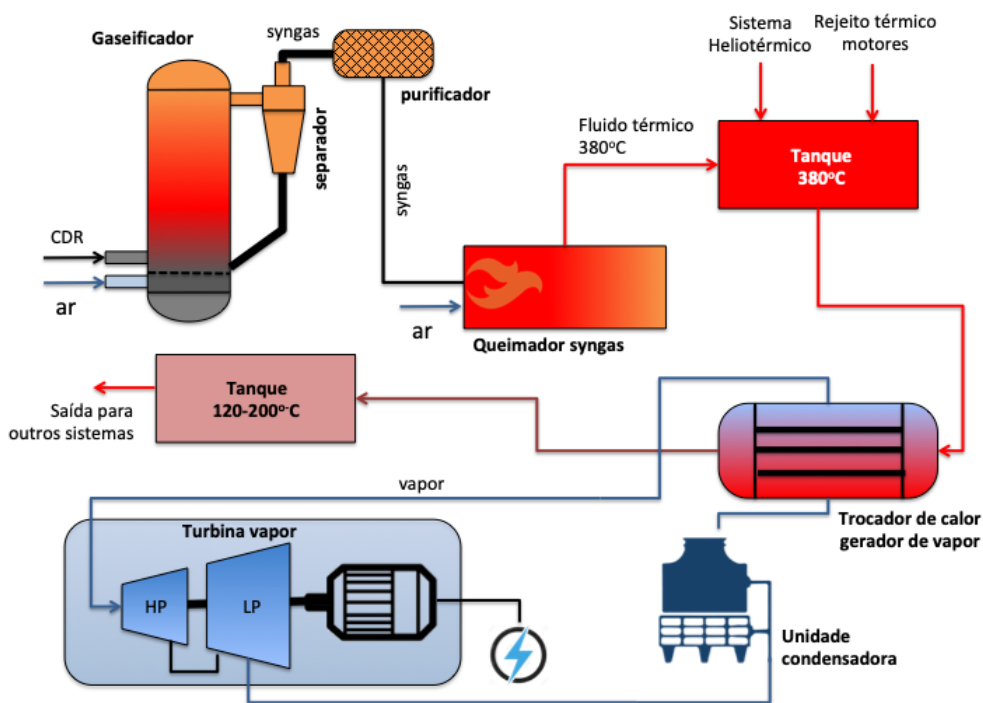 Gaseificador
syngas
purificador
separador
syngas
CDR
ar
Fluido térmico
380ºC
Sistema
Heliotérmico
Rejeito térmico
motores
Tanque
380ºC
ar
Queimador syngas
Tanque
120-200º·C
Saída para
outros sistemas
vapor
Trocador de calor
gerador de vapor
Turbina vapor
HP
LP
Unidade
condensadora